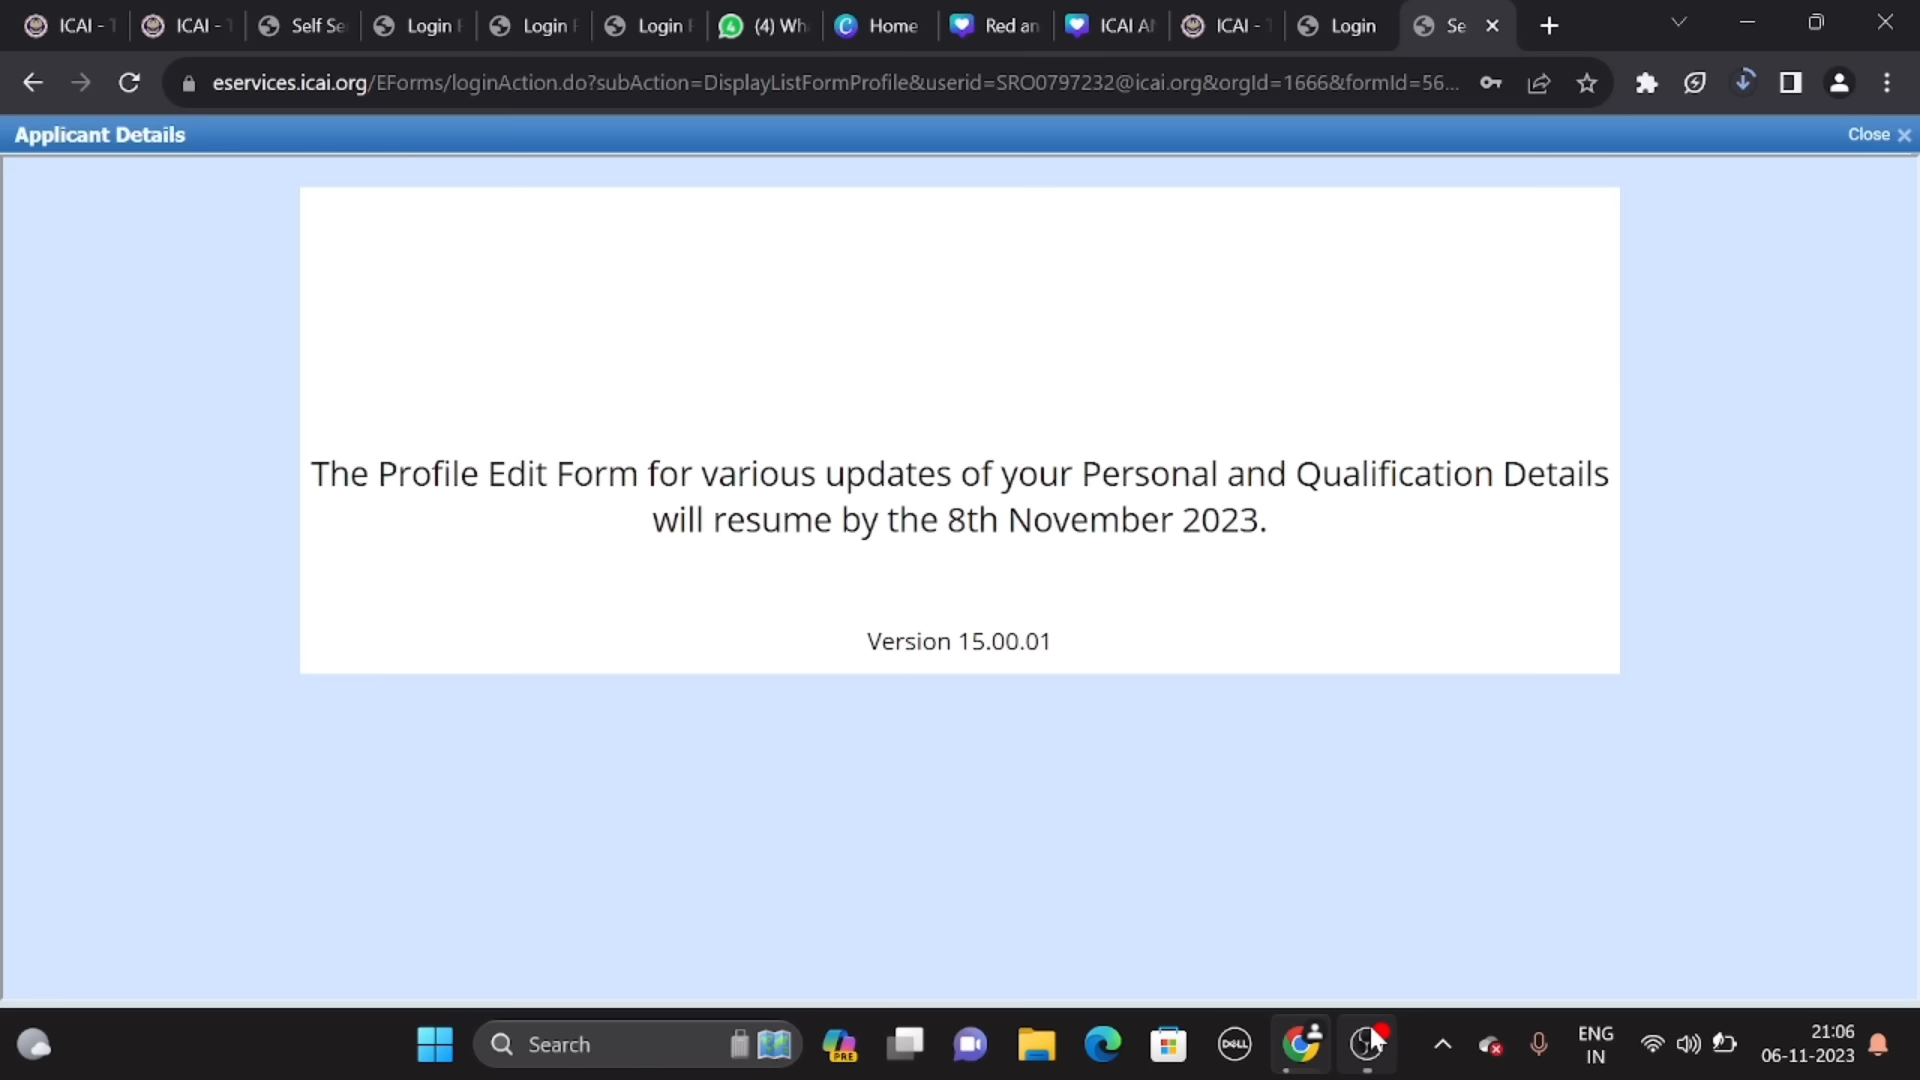 ICAI - T
ICAI - T
Self Se
Login F
Login F
Login F
(4) Wh
Home
Red an
ICAI AI
ICAI - T
Login
Se
eservices.icai.org/EForms/loginAction.do?subAction=DisplayListFormProfile&userid=SRO0797232@icai.org&orgId=1666&formId=56...
Applicant Details
Close
The Profile Edit Form for various updates of your Personal and Qualification Details
will resume by the 8th November 2023.
Version 15.00.01
Search
PRE
DELL
ENG
IN
21:06
06-11-2023